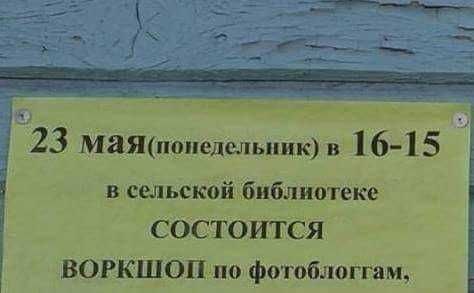 23 мая(понедельник) в 16-15
в сельской библиотеке
СОСТОИТСЯ
ВОРКШОП по фотоблоггам,